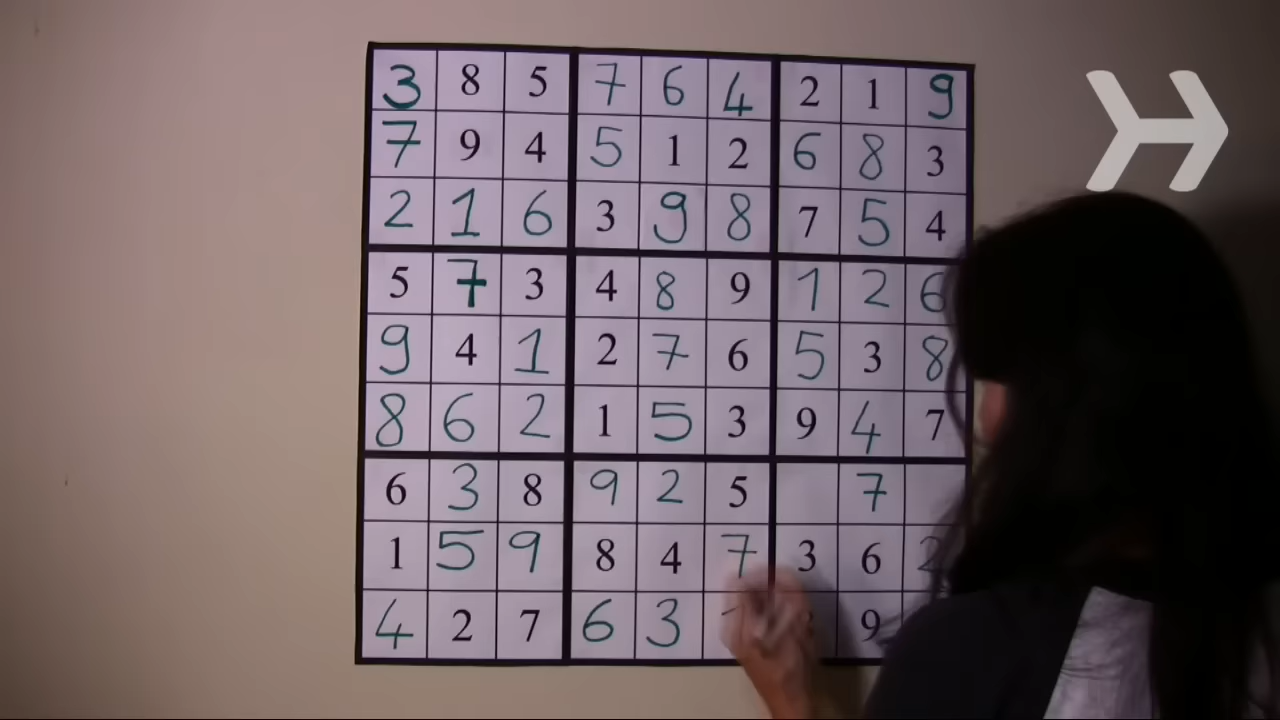 3 8 5 7 6 4 2 1 9
7 9 4 5 1 2 6 8 3
2 1 6 3 9 8 7 5 4
5 7 3 4 8 9 1 2 6
9 4 1 2 7 6 5 3 8
8 6 2 1 5 3 9 4 7
6 3 8 9 2 5 7
1 5 9 8 4 7 3 6 2
4 2 7 6 3 9